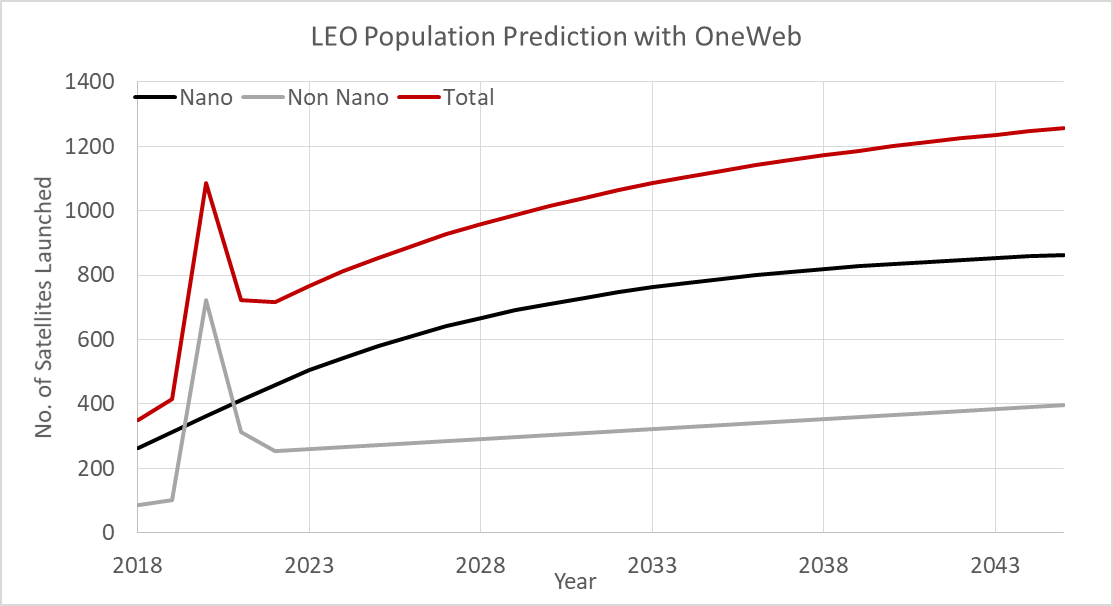 LEO Population Prediction with OneWeb
1400
Nano Non Nano Total
1200
1000
800
600
400
200
0
No. of Satellites Launched
2018 2023 2028 2033 2038 2043
Year